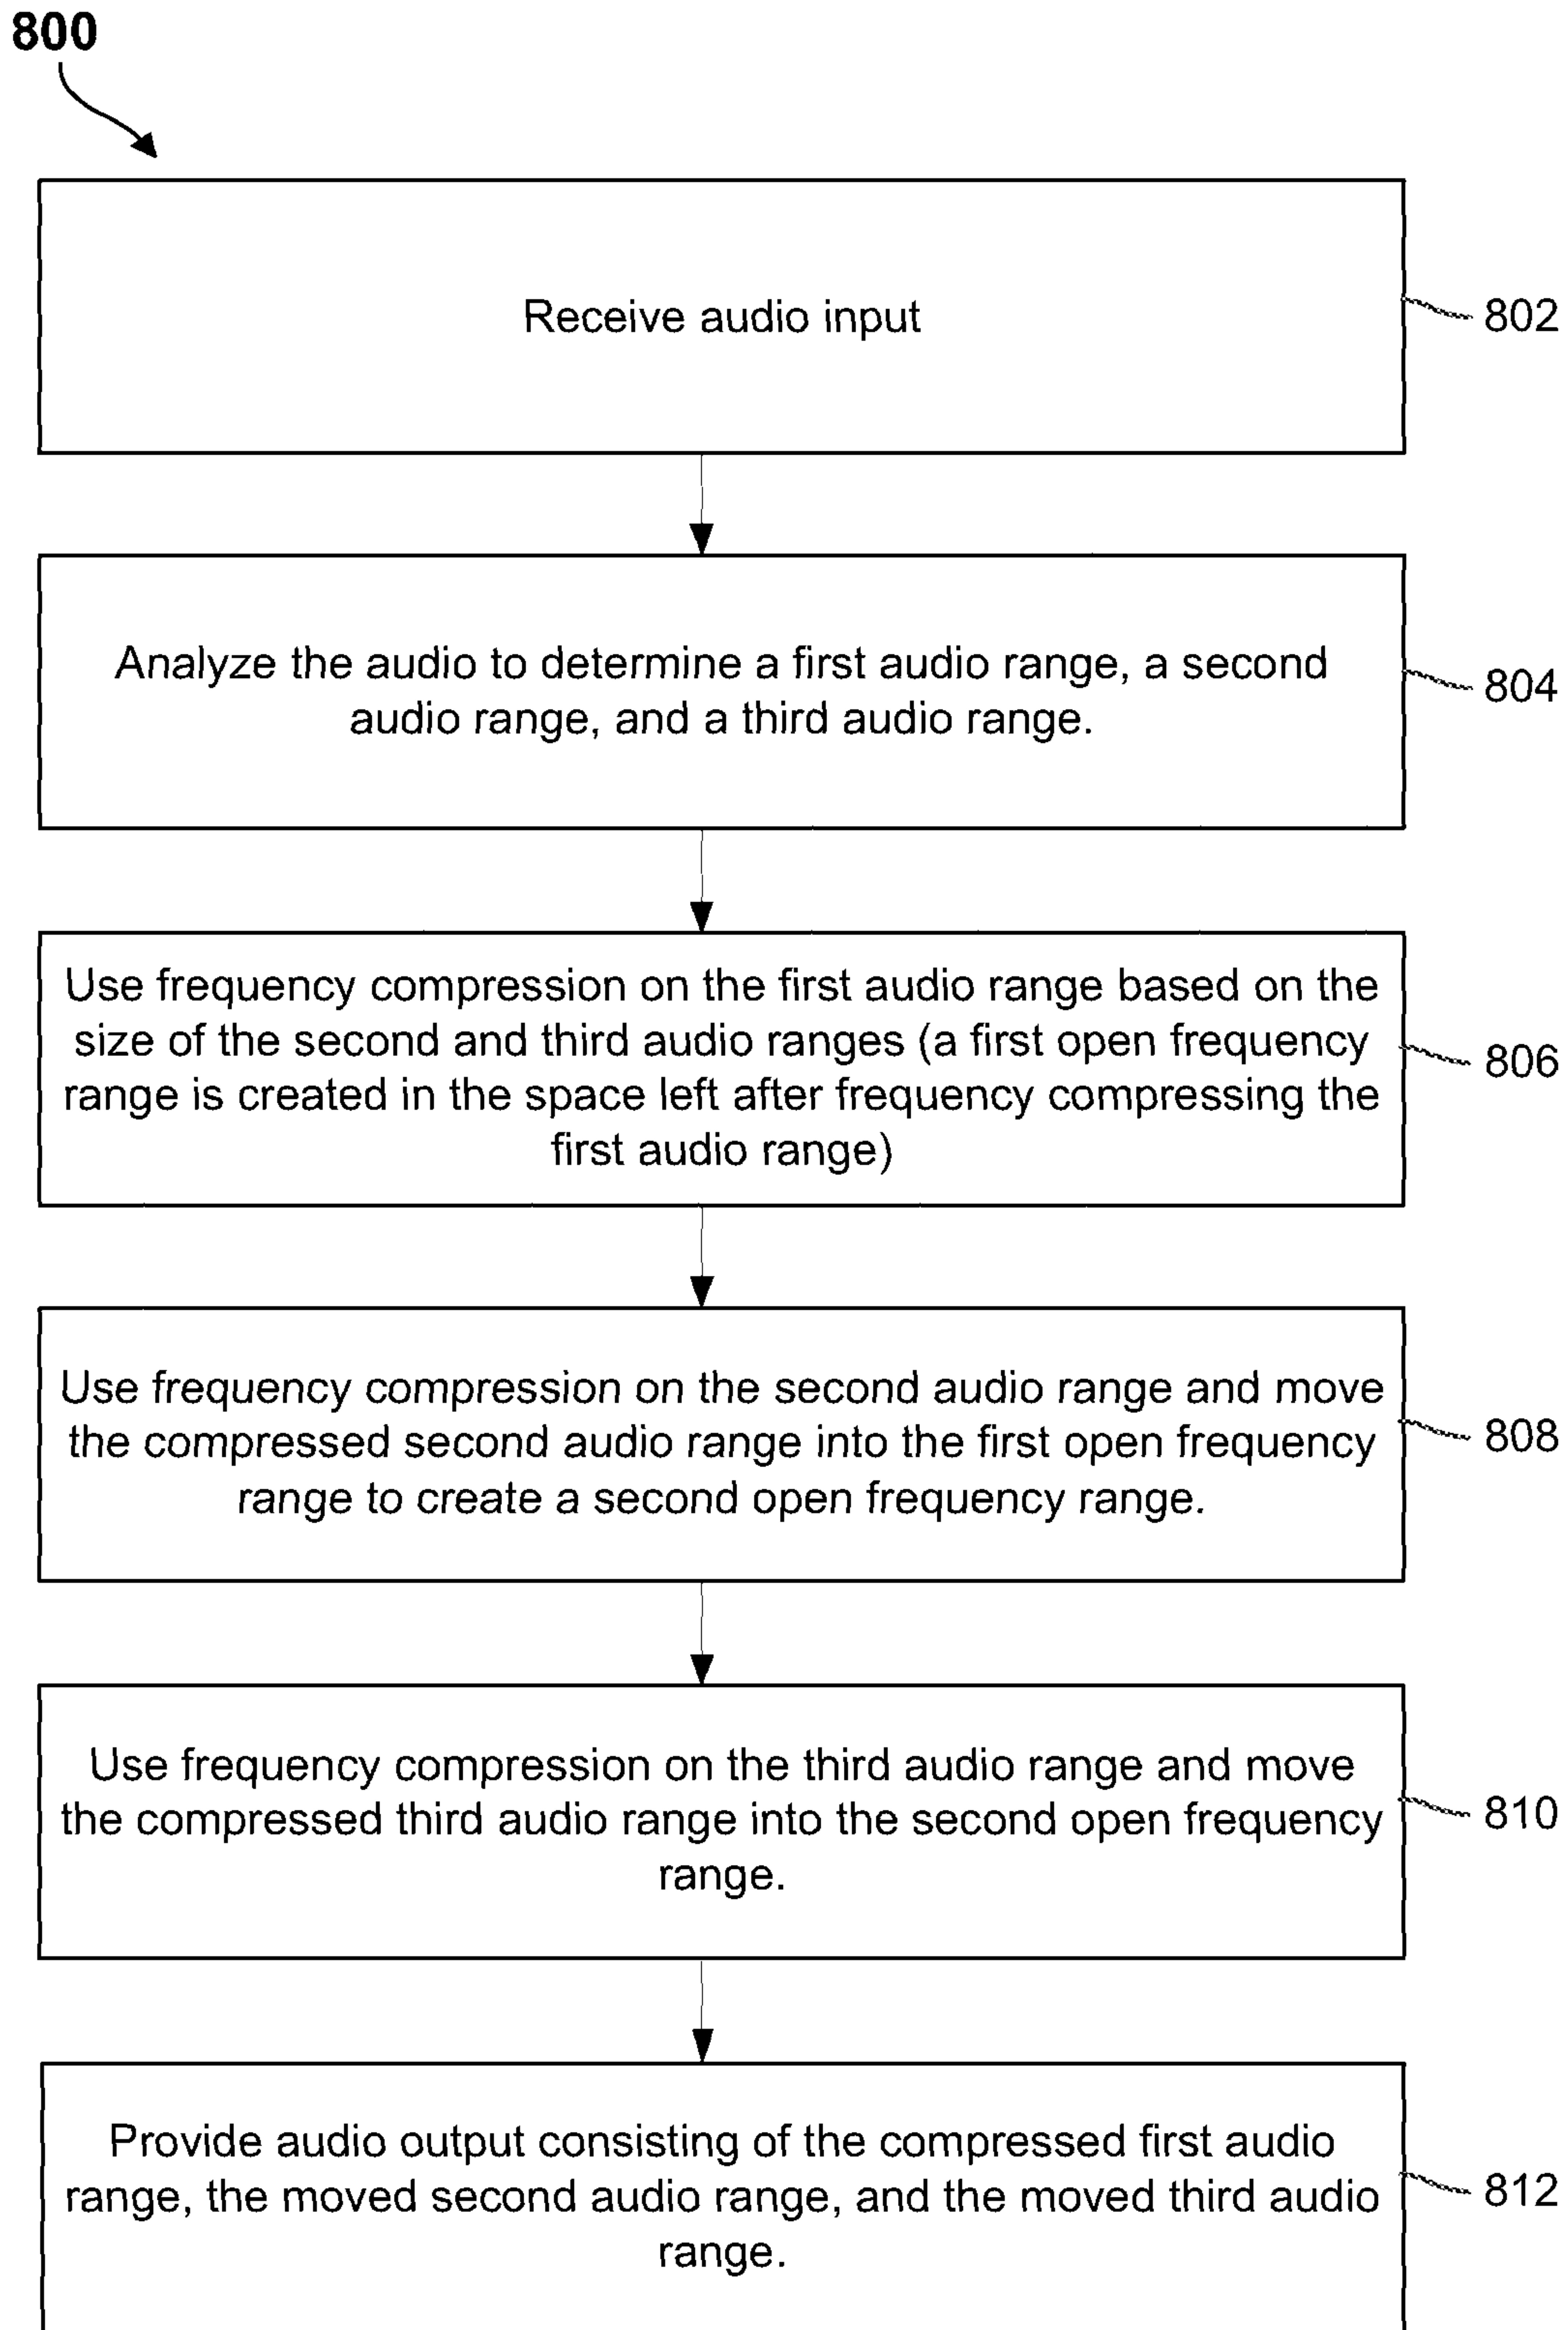 800
Receive audio input
802
Analyze the audio to determine a first audio range, a second
audio range, and a third audio range.
804
Use frequency compression on the first audio range based on the
size of the second and third audio ranges (a first open frequency
range is created in the space left after frequency compressing the
first audio range)
806
Use frequency compression on the second audio range and move
the compressed second audio range into the first open frequency
range to create a second open frequency range.
808
Use frequency compression on the third audio range and move
the compressed third audio range into the second open frequency
range.
810
Provide audio output consisting of the compressed first audio
range, the moved second audio range, and the moved third audio
range.
812